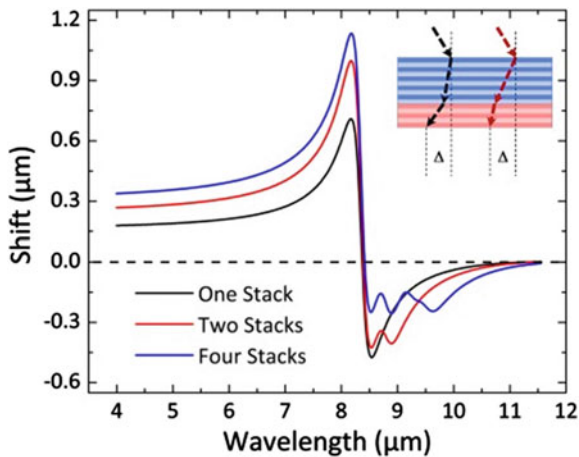 1.2
0.9
0.6
0.3
0.0
-0.3
-0.6
Shift (μm)
Δ Δ
One Stack
Two Stacks
Four Stacks
4 5 6 7 8 9 10 11 12
Wavelength (μm)